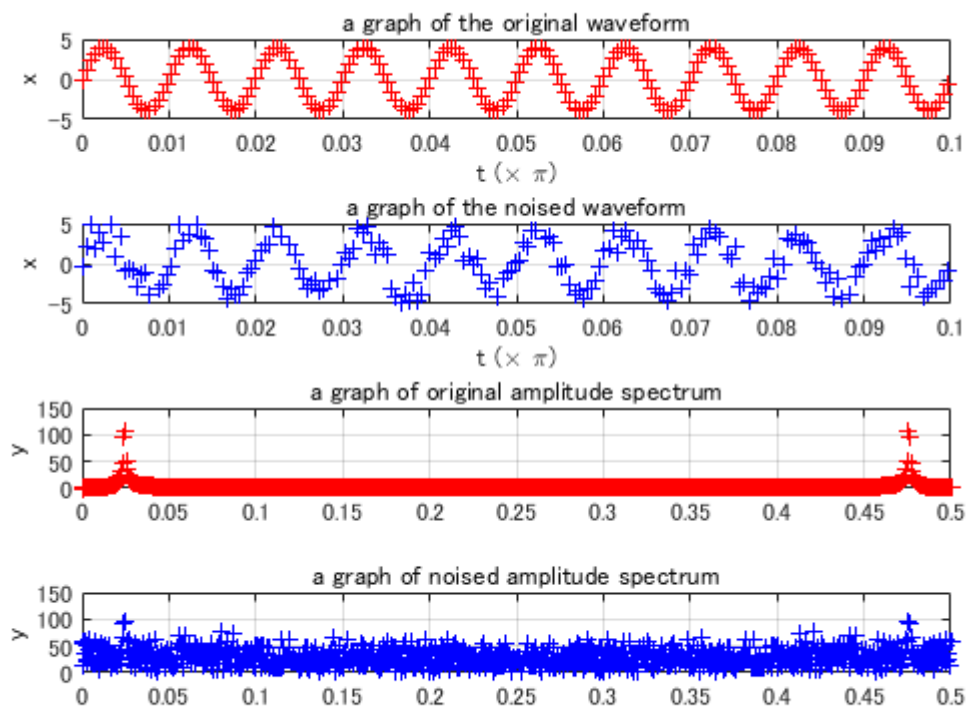 a graph of the original waveform
5
0
-5
x
0 0.01 0.02 0.03 0.04 0.05 0.06 0.07 0.08 0.09 0.1
t (× π)
a graph of the noised waveform
5
0
-5
x
0 0.01 0.02 0.03 0.04 0.05 0.06 0.07 0.08 0.09 0.1
t (× π)
a graph of original amplitude spectrum
150
100
50
0
y
0 0.05 0.1 0.15 0.2 0.25 0.3 0.35 0.4 0.45 0.5
a graph of noised amplitude spectrum
150
100
50
0
y
0 0.05 0.1 0.15 0.2 0.25 0.3 0.35 0.4 0.45 0.5